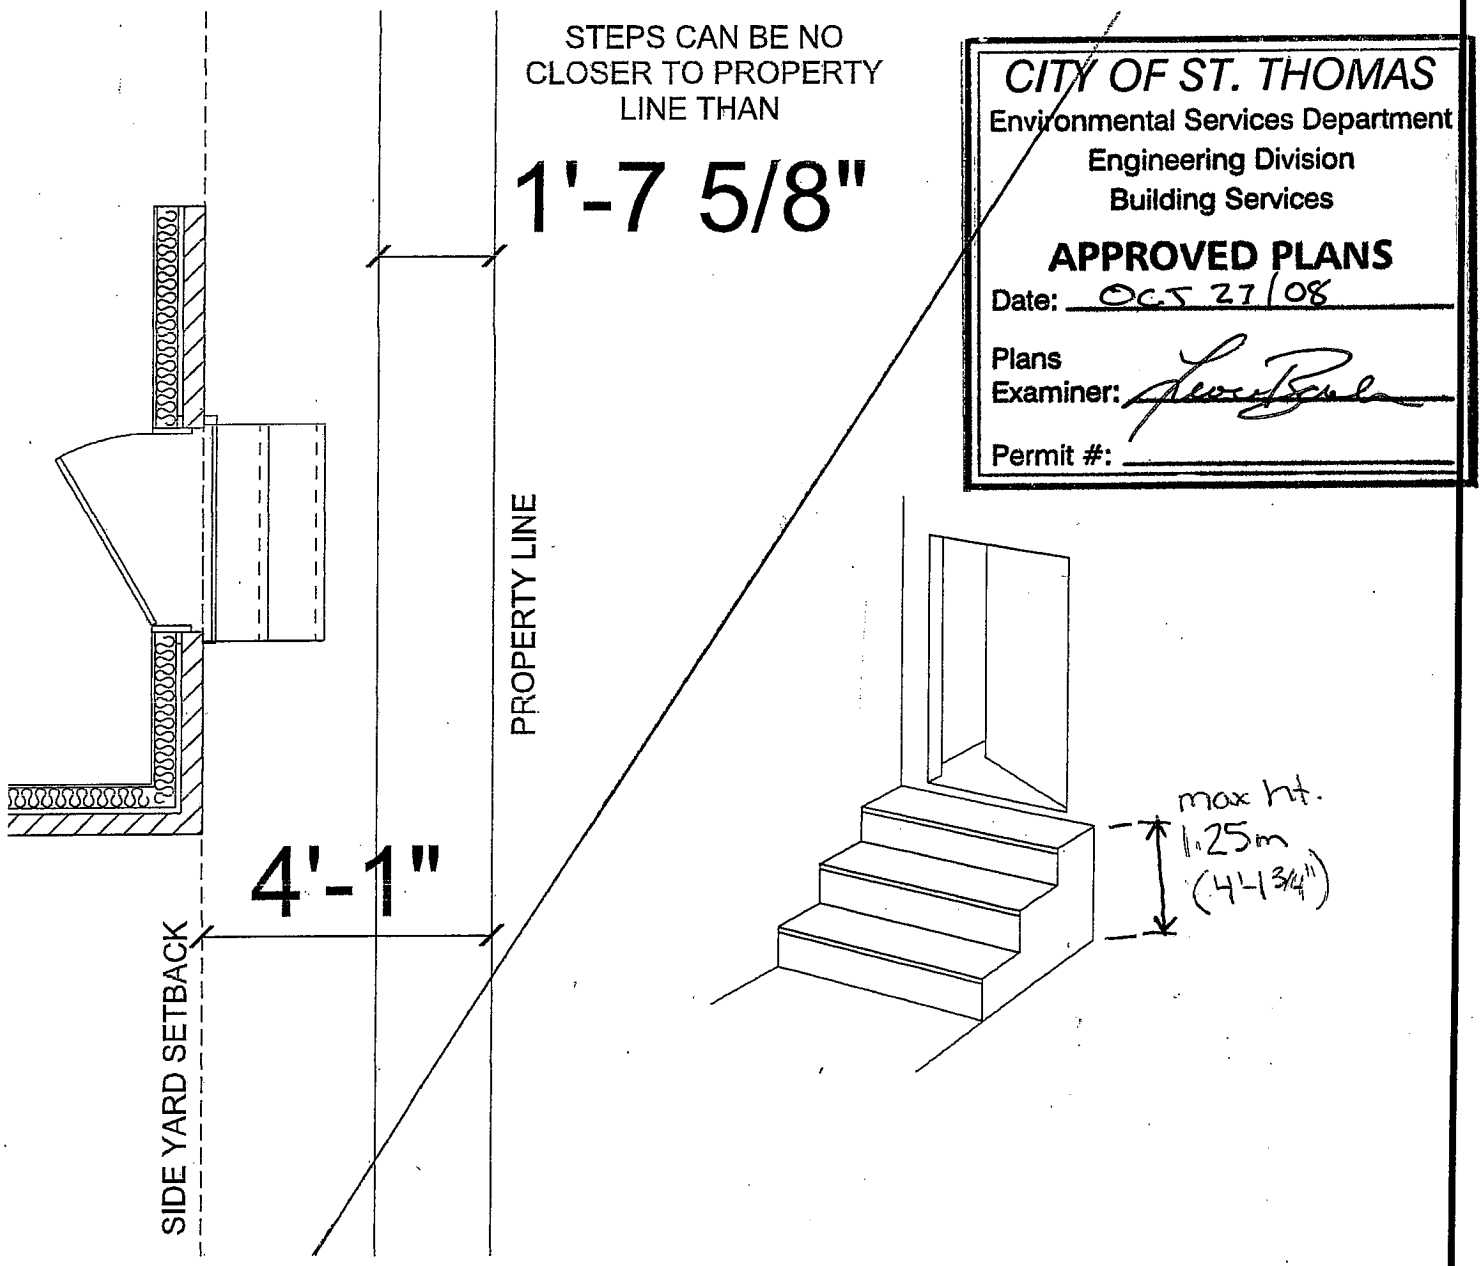 STEPS CAN BE NO
CLOSER TO PROPERTY
LINE THAN
1'-7 5/8"
CITY OF ST. THOMAS
Environmental Services Department
Engineering Division
Building Services
APPROVED PLANS
Date: OCT 27/08
Plans
Examiner:
Permit #:
PROPERTY LINE
max ht.
1.25m
(4'-1 3/4")
4'-1"
SIDE YARD SETBACK